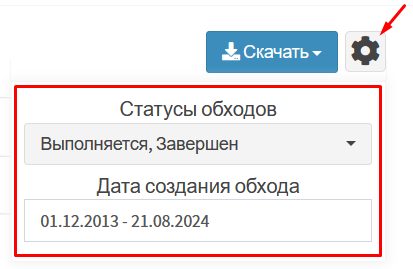 Скачать
Статусы обходов
Выполняется, Завершен
Дата создания обхода
01.12.2013 - 21.08.2024